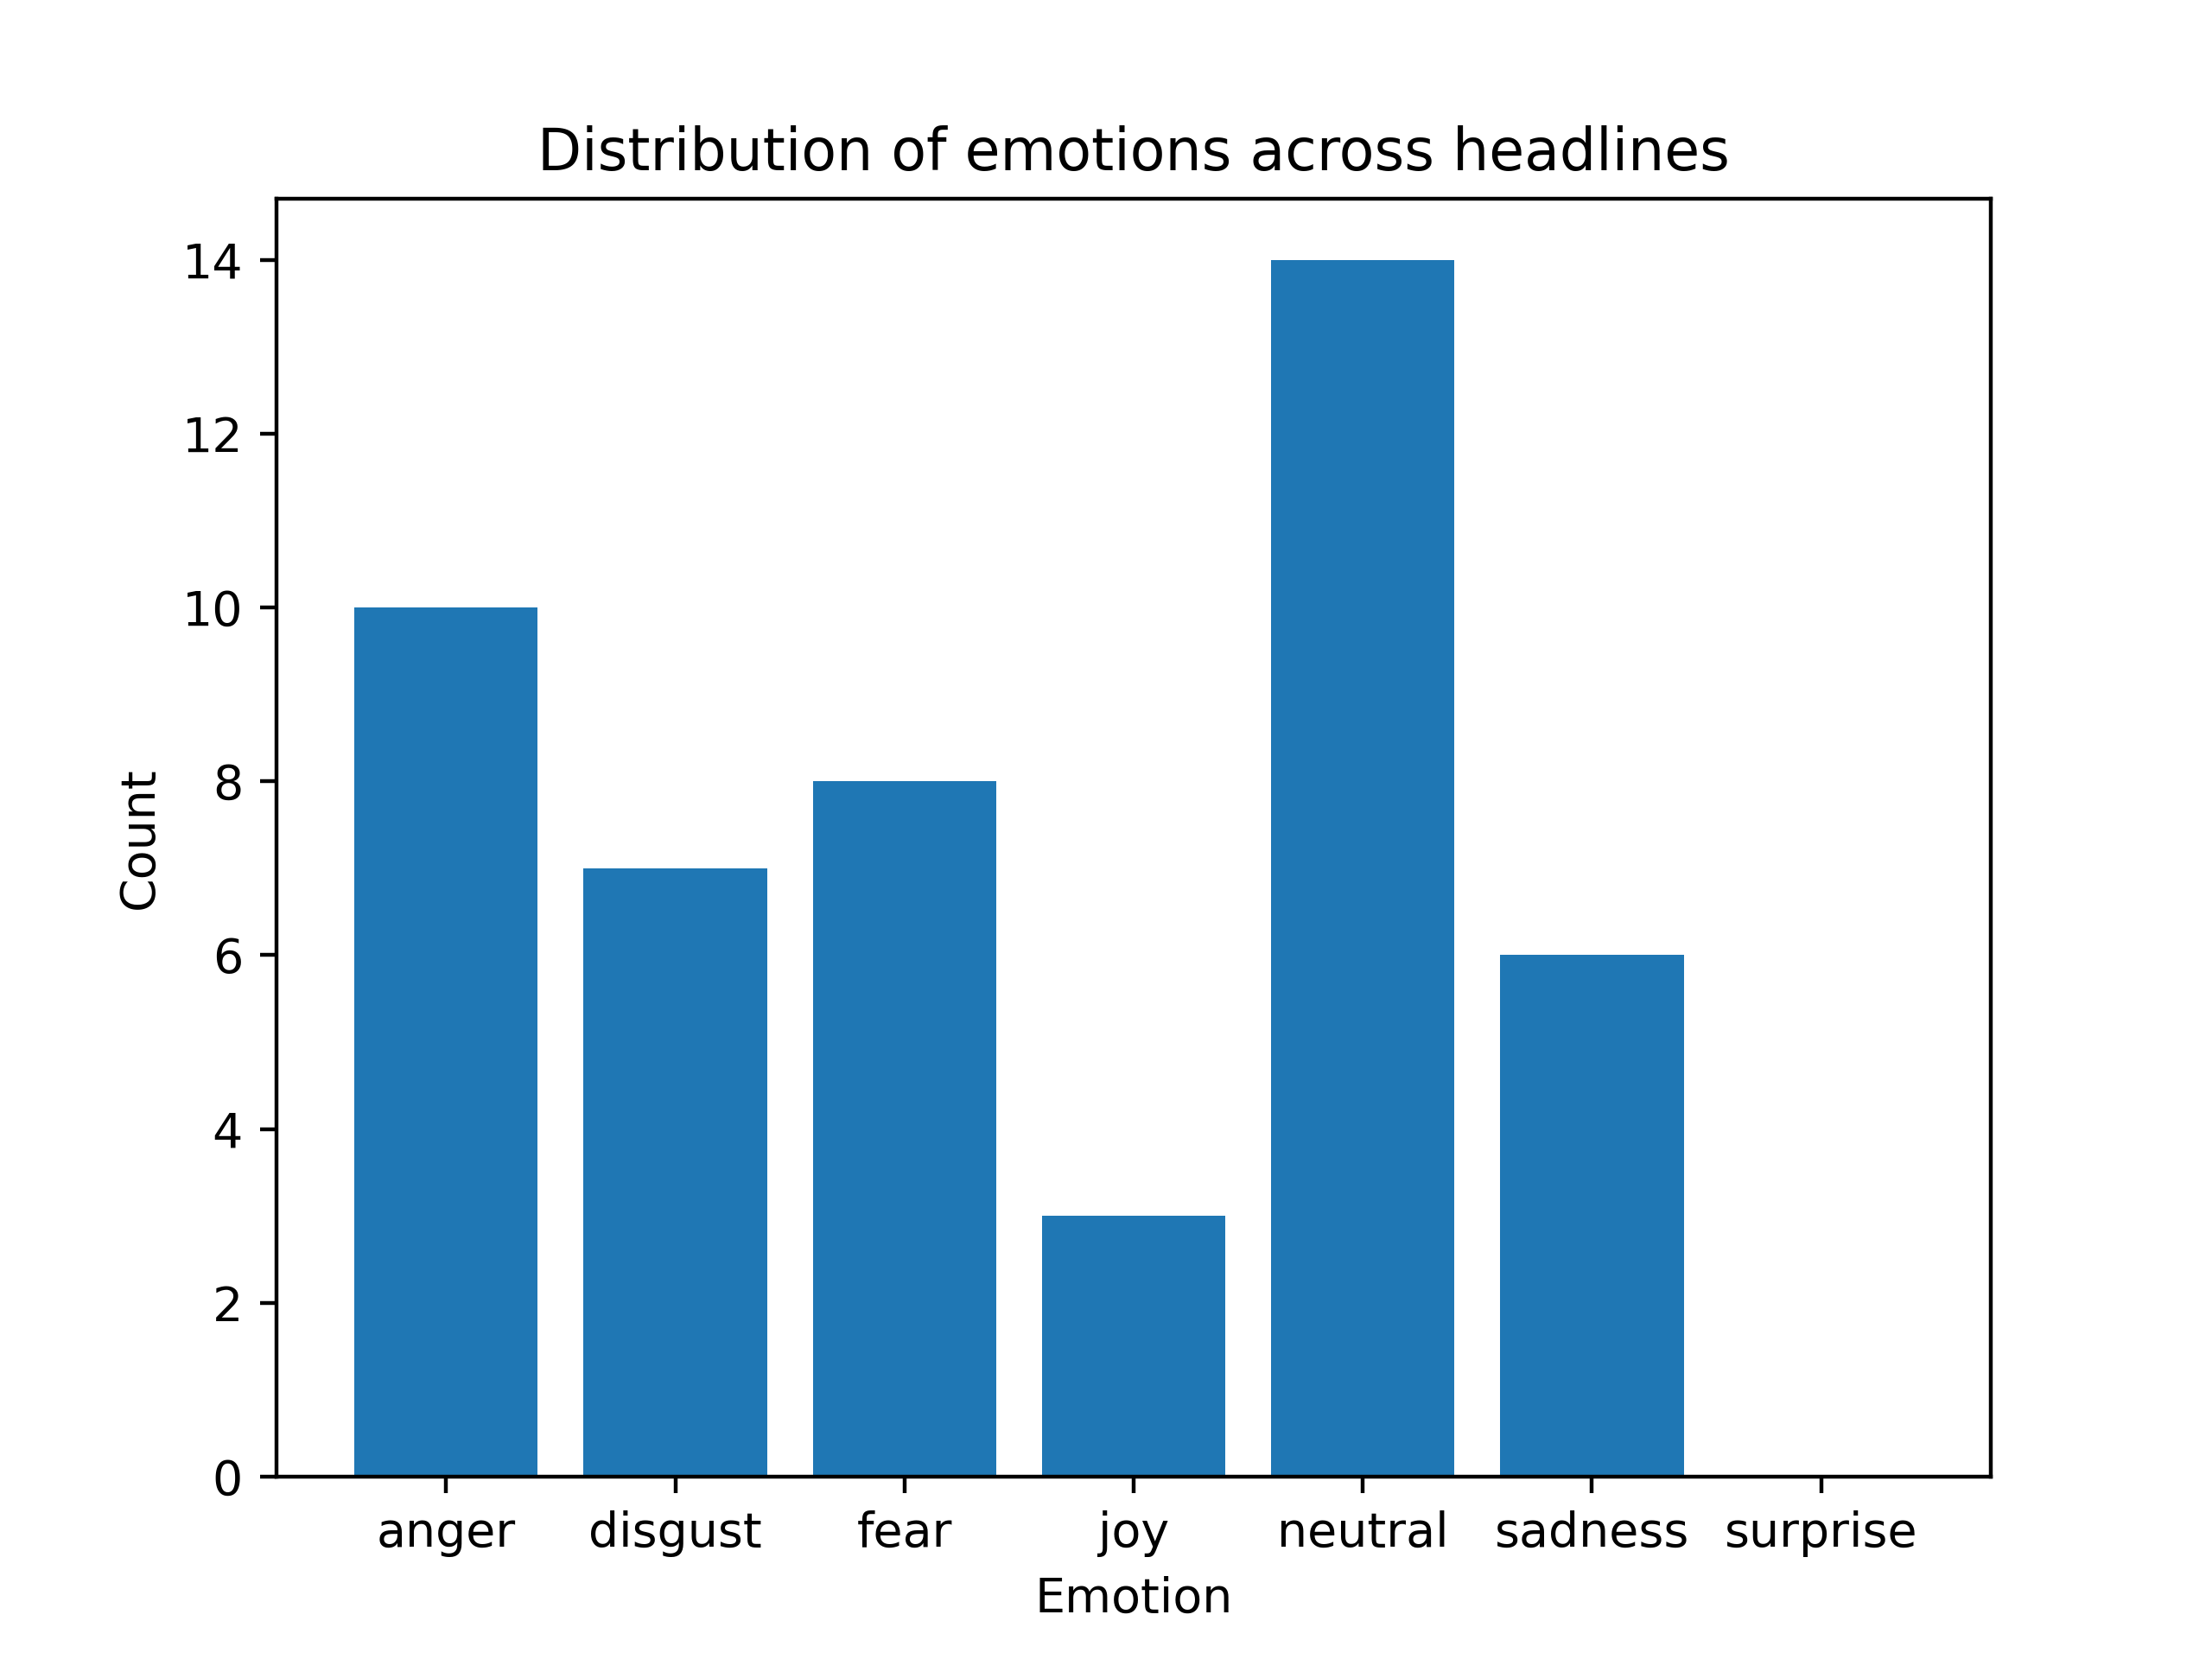 Distribution of emotions across headlines
14
12
10
8
6
4
2
0
Count
anger disgust fear joy neutral sadness surprise
Emotion